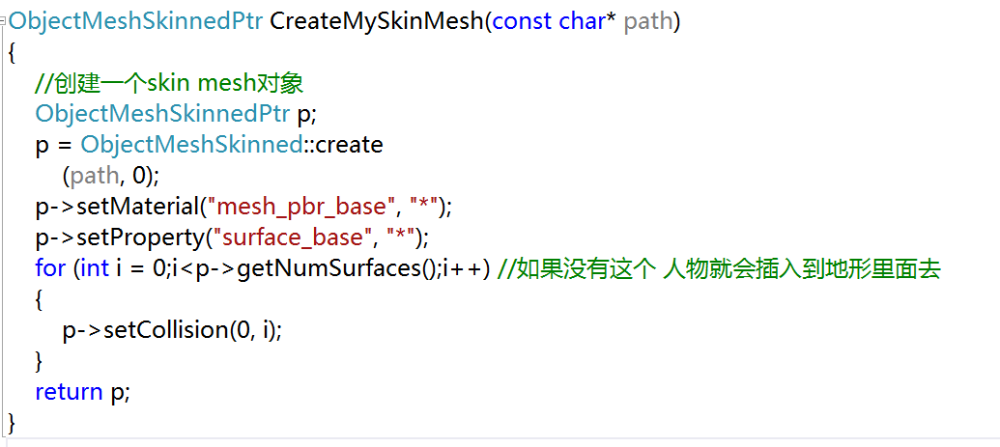 ObjectMeshSkinnedPtr CreateMySkinMesh(const char* path)
{
//创建一个skin mesh对象
ObjectMeshSkinnedPtr p;
p = ObjectMeshSkinned::create
(path, 0);
p->setMaterial("mesh_pbr_base", "*");
p->setProperty("surface_base", "*");
for (int i = 0;i<p->getNumSurfaces();i++) //如果没有这个 人物就会插入到地形里面去
{
p->setCollision(0, i);
}
return p;
}